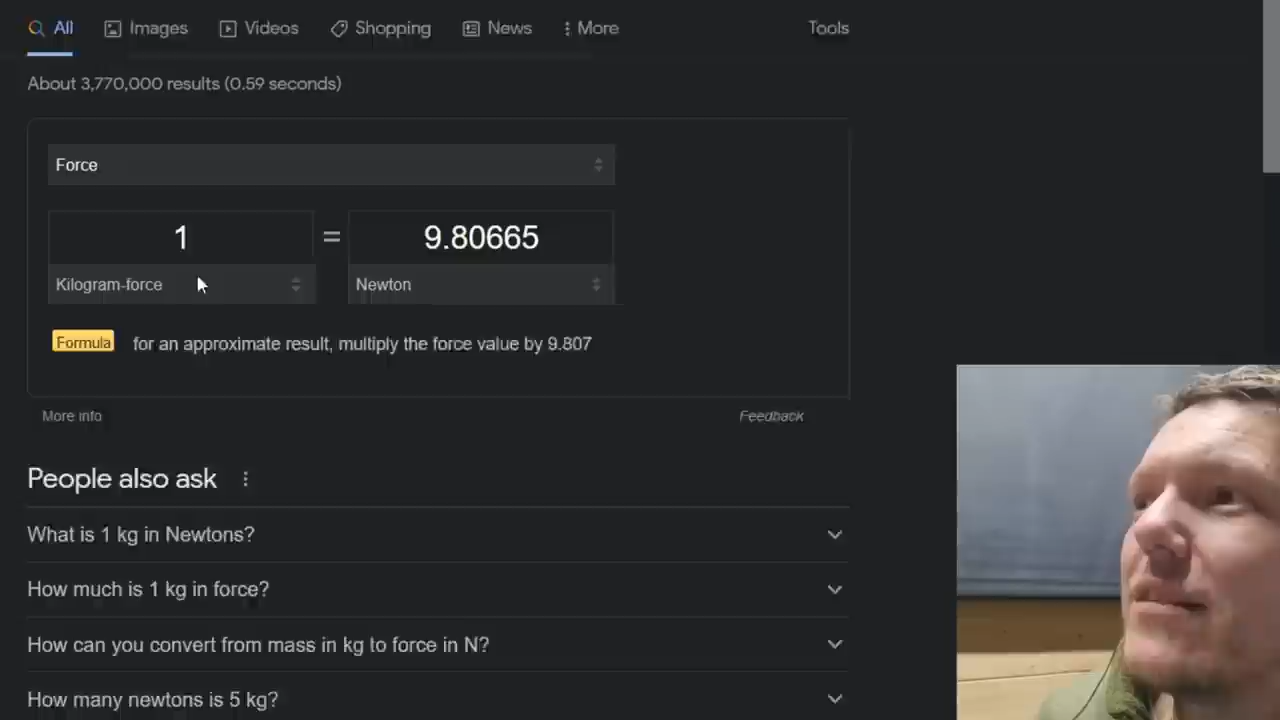 All Images Videos Shopping News More Tools
About 3,770,000 results (0.59 seconds)
Force
1 = 9.80665
Kilogram-force Newton
Formula for an approximate result, multiply the force value by 9.807
More info Feedback
People also ask
What is 1 kg in Newtons?
How much is 1 kg in force?
How can you convert from mass in kg to force in N?
How many newtons is 5 kg?